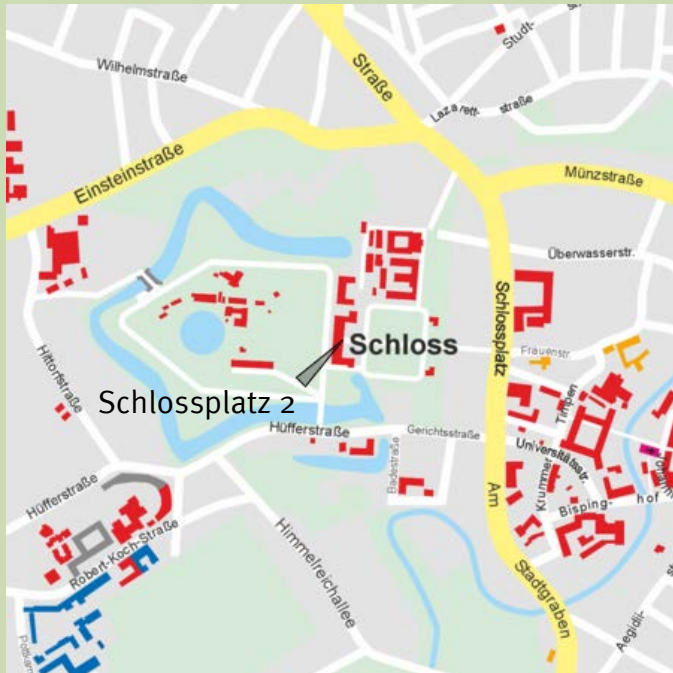 Studt-
Straße
Wilhelmstraße
Lazarett-
straße
Einsteinstraße
Münzstraße
Überwasserstr.
Schlossplatz
Schloss
Frauenstr.
Hittorfstraße
Schlossplatz 2
Timpen
Hüfferstraße
Gerichtsstraße
Universitätsstr.
Badestraße
Krummer
Am
Bisping-
hof
Hüfferstraße
Robert-Koch-Straße
Himmelreichallee
Stadtgraben
Aegidii-
Pottkam